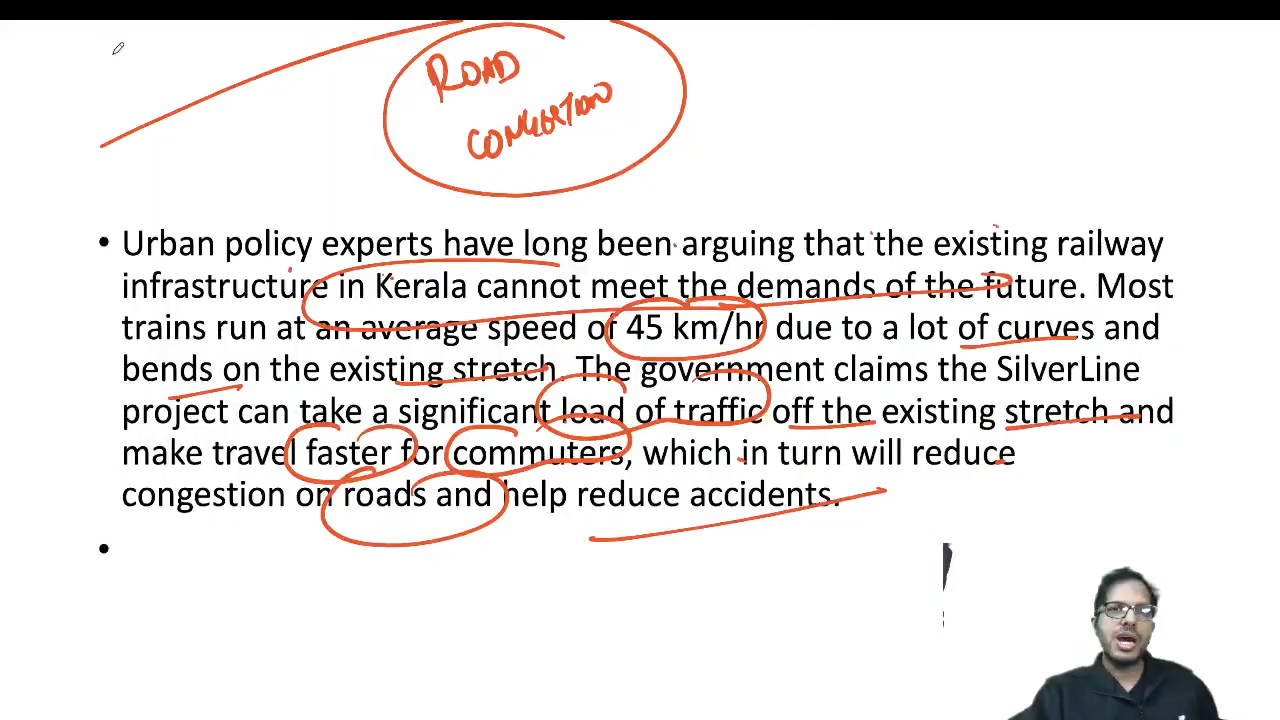 ROAD
CONGESTION
• Urban policy experts have long been arguing that the existing railway
infrastructure in Kerala cannot meet the demands of the future. Most
trains run at an average speed of 45 km/hr due to a lot of curves and
bends on the existing stretch. The government claims the SilverLine
project can take a significant load of traffic off the existing stretch and
make travel faster for commuters, which in turn will reduce
congestion on roads and help reduce accidents.
•